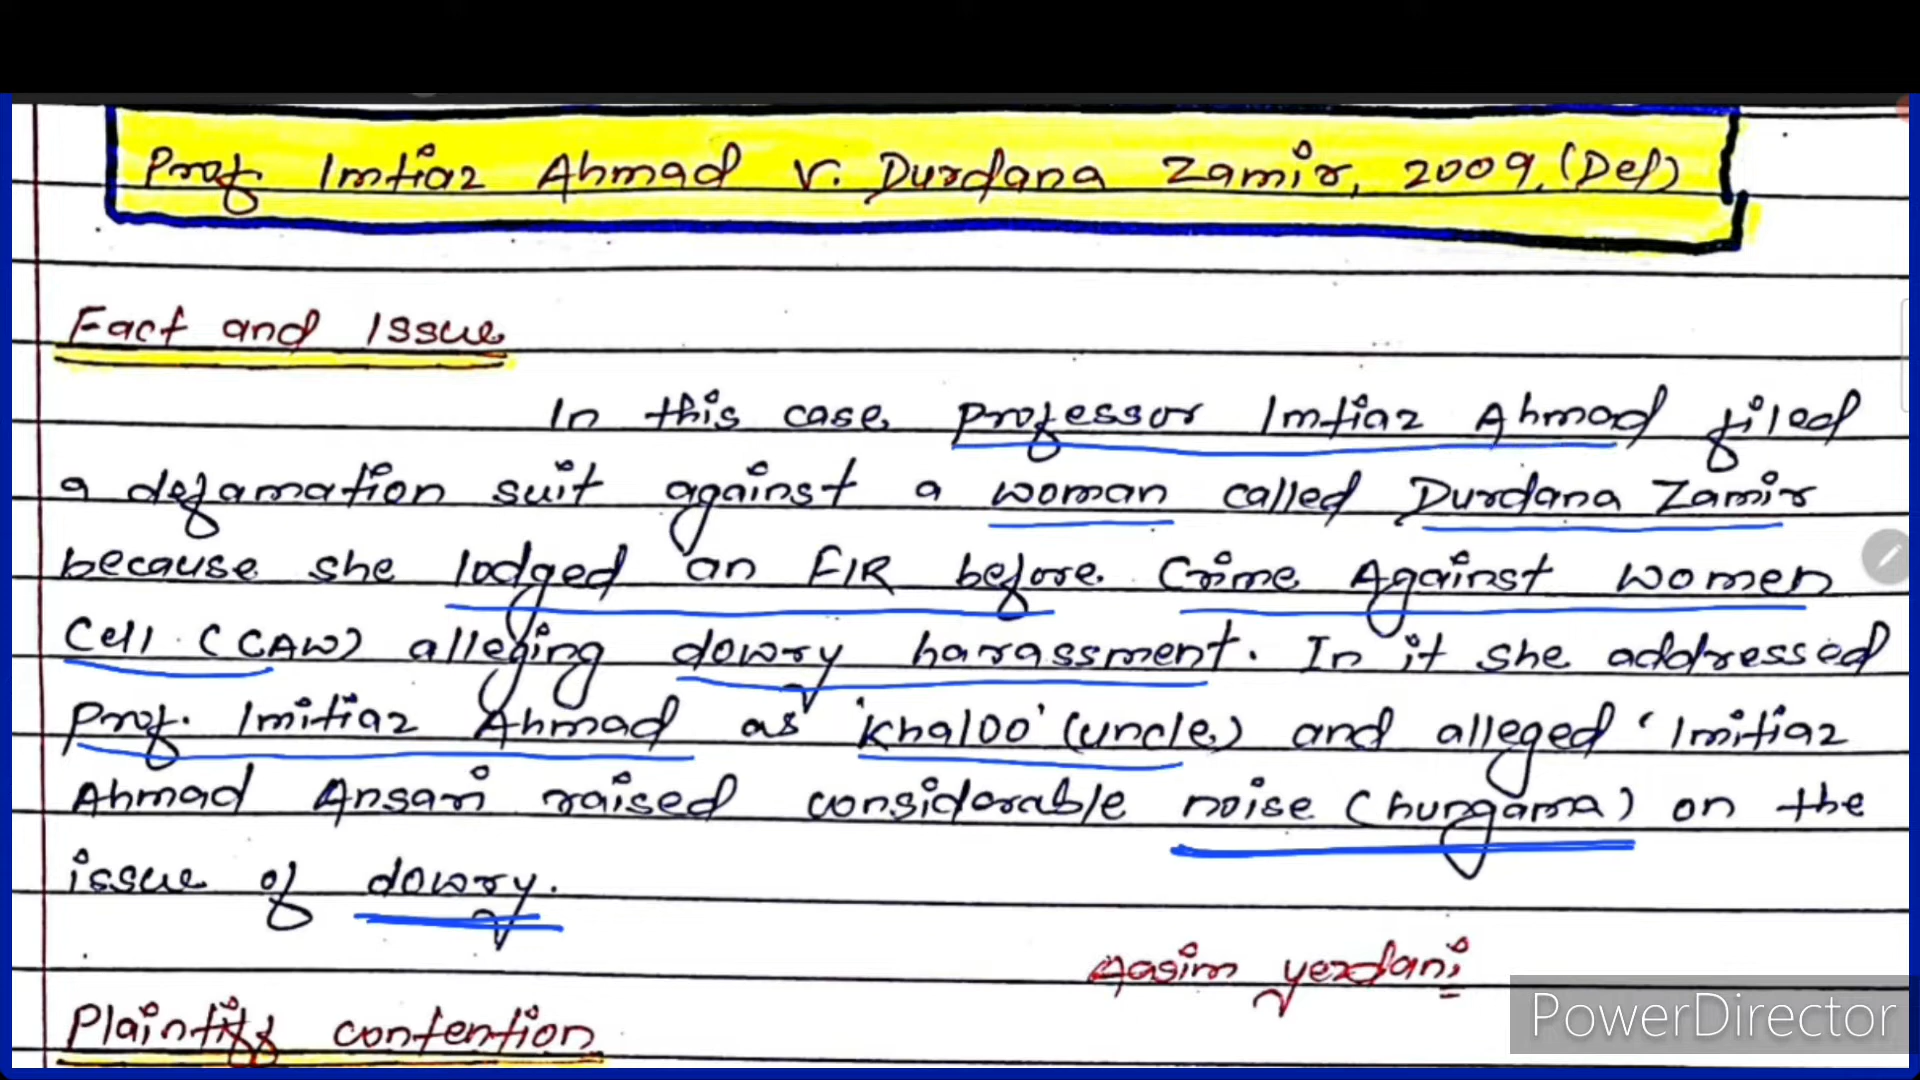 Prof. Imtiaz Ahmad v. Durdana Zamir, 2009, (Del)
Fact and Issue
In this case, professor Imtiaz Ahmad filed
a defamation suit against a woman called Durdana Zamir
because she lodged an FIR before Crime Against Women
Cell (CAW) alleging dowry harassment. In it she addressed
Prof. Imitiaz Ahmad as 'Khaloo' (uncle) and alleged 'Imitiaz
Ahmad Ansari raised considerable noise (hungama) on the
issue of dowry.
Aasim yezdani
Plaintiff contention
PowerDirector